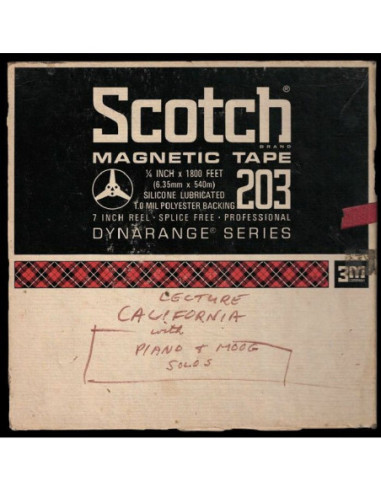 Scotch®
BRAND
MAGNETIC TAPE
¼ INCH x 1800 FEET
(6.35mm x 540m)
SILICONE LUBRICATED
1.0 MIL POLYESTER BACKING
203
7 INCH REEL · SPLICE FREE · PROFESSIONAL
DYNARANGE® SERIES
3M
LECTURE
CALIFORNIA
with
PIANO & MOOG
SOLOS